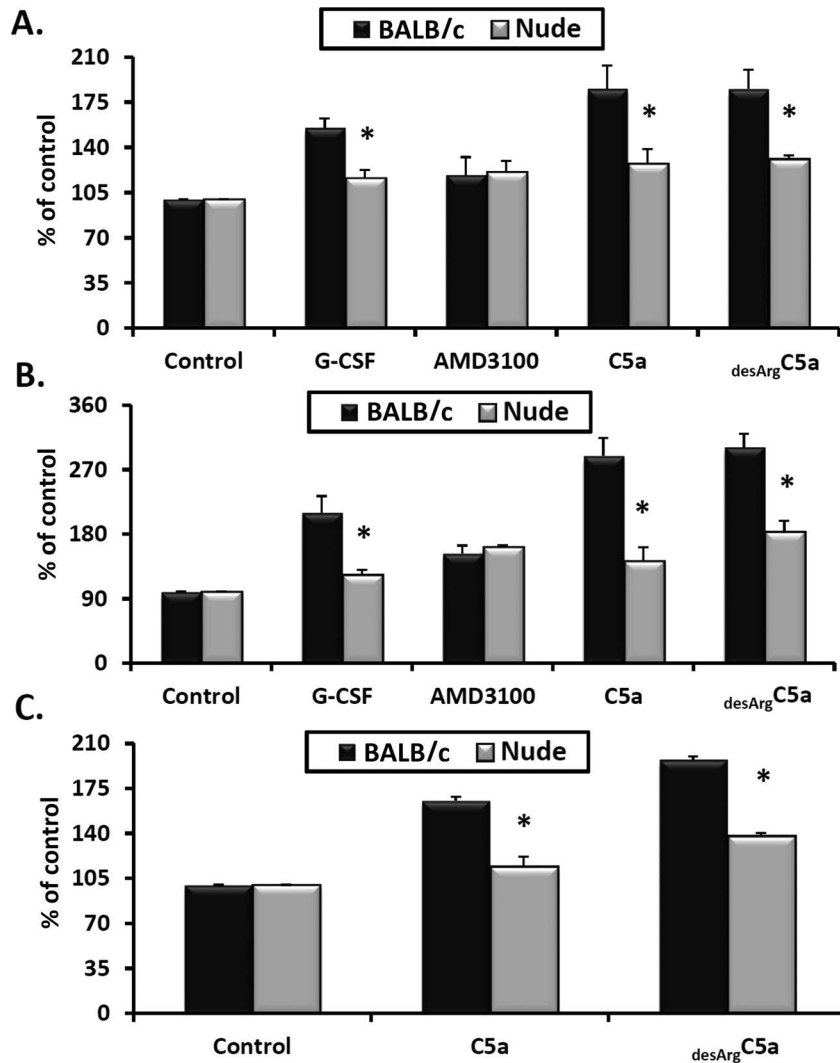 A.
BALB/c Nude
% of control
210
175
140
105
70
35
0
* * *
Control G-CSF AMD3100 C5a desArgC5a
B.
BALB/c Nude
% of control
360
270
180
90
0
* * *
Control G-CSF AMD3100 C5a desArgC5a
C.
BALB/c Nude
% of control
210
175
140
105
70
35
0
* *
Control C5a desArgC5a